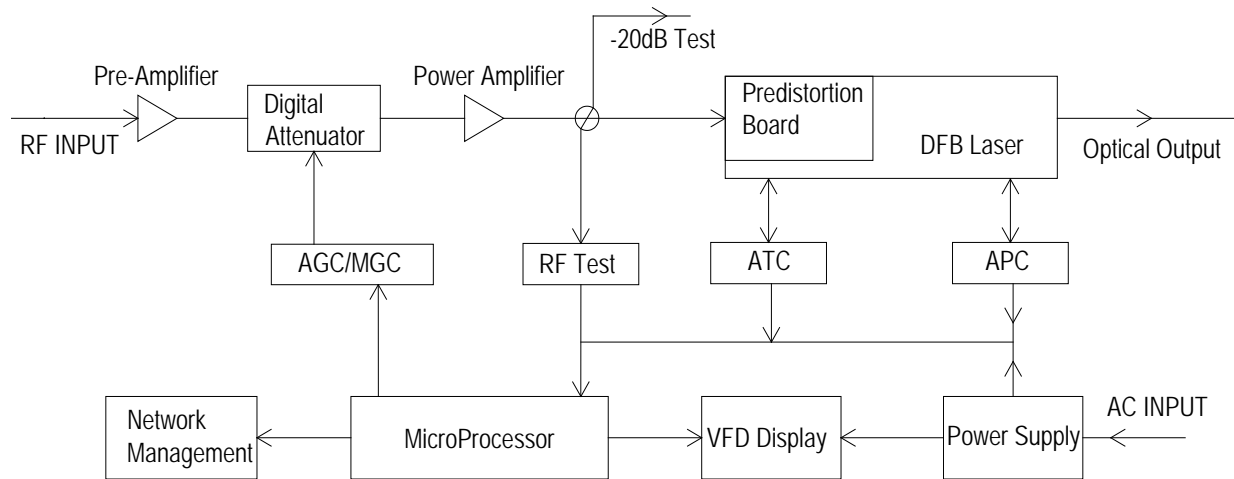 -20dB Test
Pre-Amplifier
Power Amplifier
Digital
Attenuator
Predistortion
Board
RF INPUT
DFB Laser
Optical Output
AGC/MGC
RF Test
ATC
APC
Network
Management
MicroProcessor
VFD Display
Power Supply
AC INPUT